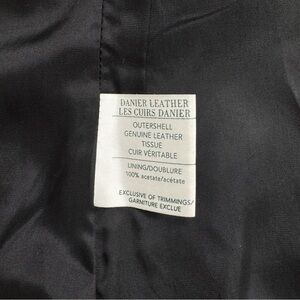 DANIER LEATHER
LES CUIRS DANIER
OUTERSHELL
GENUINE LEATHER
TISSUE
CUIR VÉRITABLE
LINING/DOUBLURE
100% acetate/acétate
EXCLUSIVE OF TRIMMINGS/
GARNITURE EXCLUE